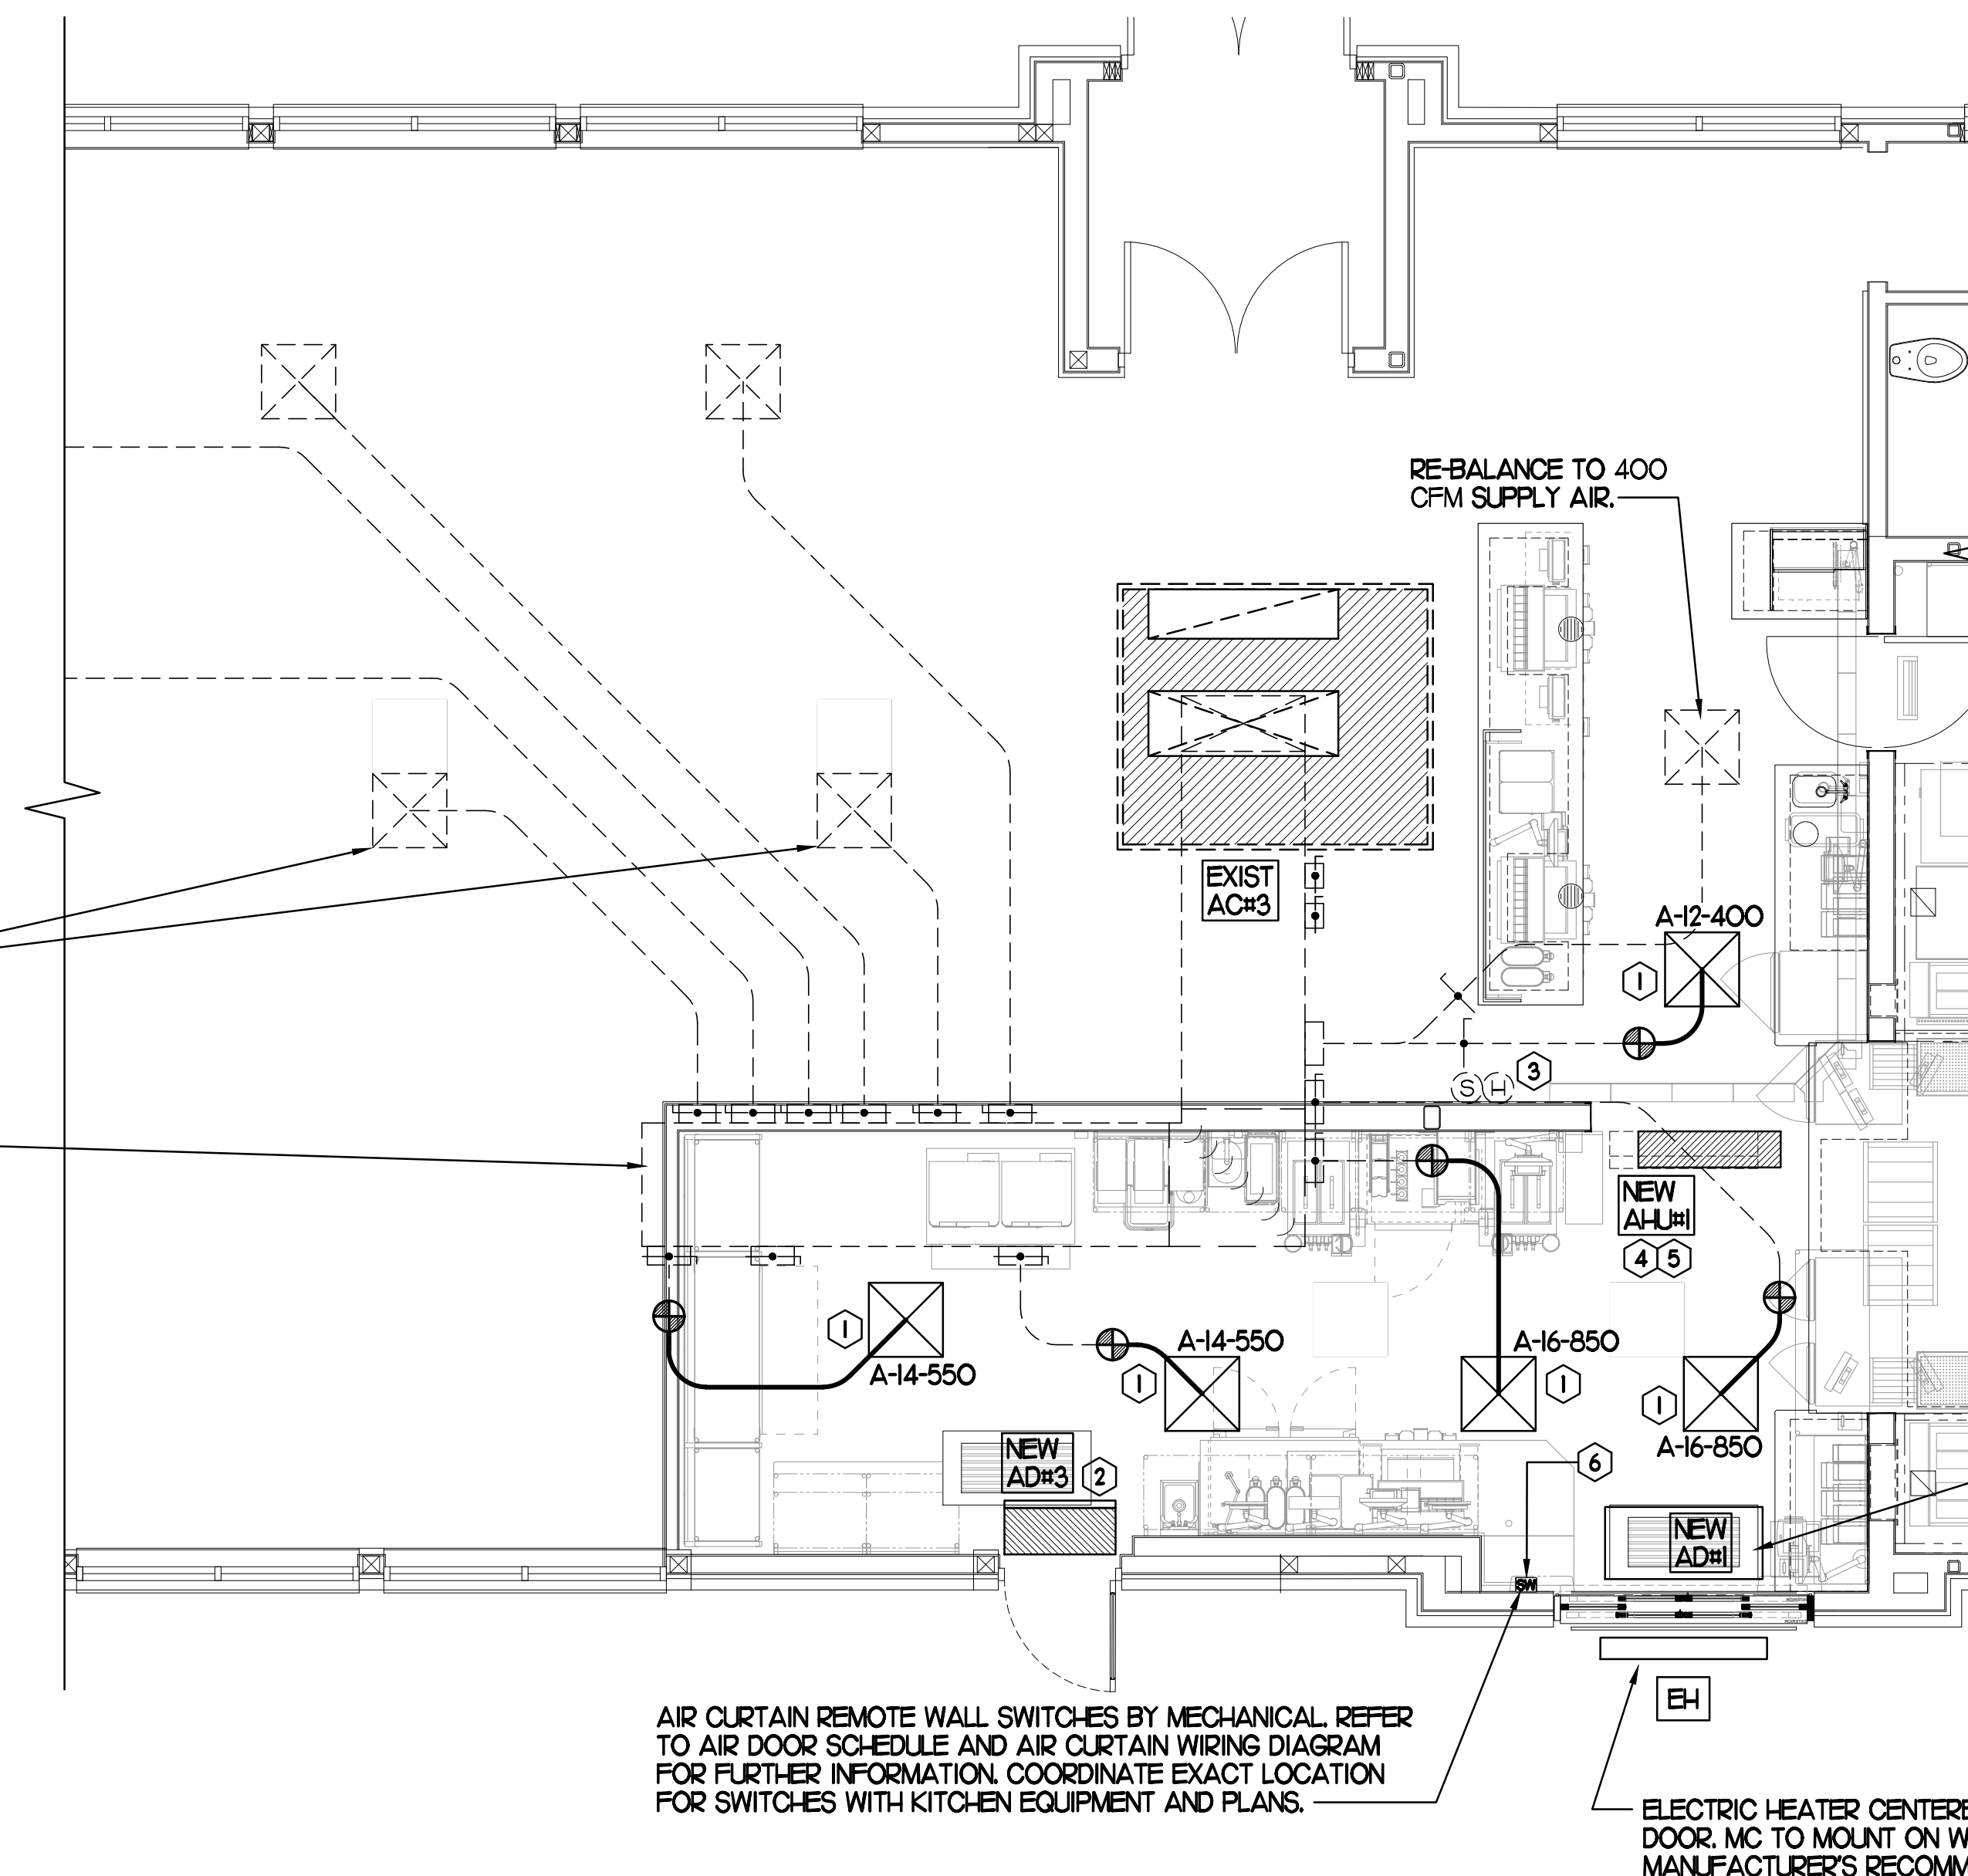 RE-BALANCE TO 400
CFM SUPPLY AIR.
EXIST
AC#3
A-12-400
1
3
S H
NEW
AHU#1
4 5
1
A-14-550
A-14-550
1
A-16-850
1
1
A-16-850
NEW
AD#3
2
6
NEW
AD#1
SW
EH
AIR CURTAIN REMOTE WALL SWITCHES BY MECHANICAL. REFER
TO AIR DOOR SCHEDULE AND AIR CURTAIN WIRING DIAGRAM
FOR FURTHER INFORMATION. COORDINATE EXACT LOCATION
FOR SWITCHES WITH KITCHEN EQUIPMENT AND PLANS.
ELECTRIC HEATER CENTERE
DOOR. MC TO MOUNT ON W
MANUFACTURER'S RECOMM